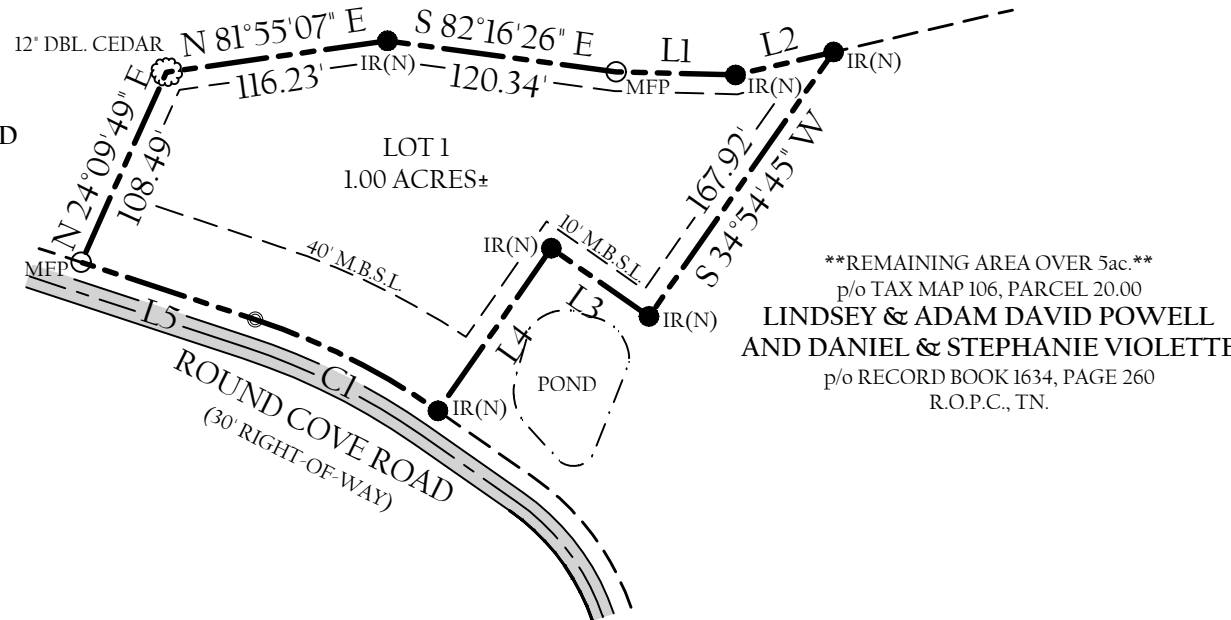 12" DBL. CEDAR
N 81°55'07" E
116.23'
IR(N)
S 82°16'26" E
120.34'
MFP
L1
IR(N)
L2
IR(N)
D
N 24°09'49" E
108.49'
LOT 1
1.00 ACRES±
167.92'
S 34°54'45" W
MFP
40' M.B.S.L.
IR(N)
10' M.B.S.L.
L3
IR(N)
L4
L5
C1
IR(N)
POND
ROUND COVE ROAD
(30' RIGHT-OF-WAY)
**REMAINING AREA OVER 5ac.**
p/o TAX MAP 106, PARCEL 20.00
LINDSEY & ADAM DAVID POWELL
AND DANIEL & STEPHANIE VIOLETTE
p/o RECORD BOOK 1634, PAGE 260
R.O.P.C., TN.